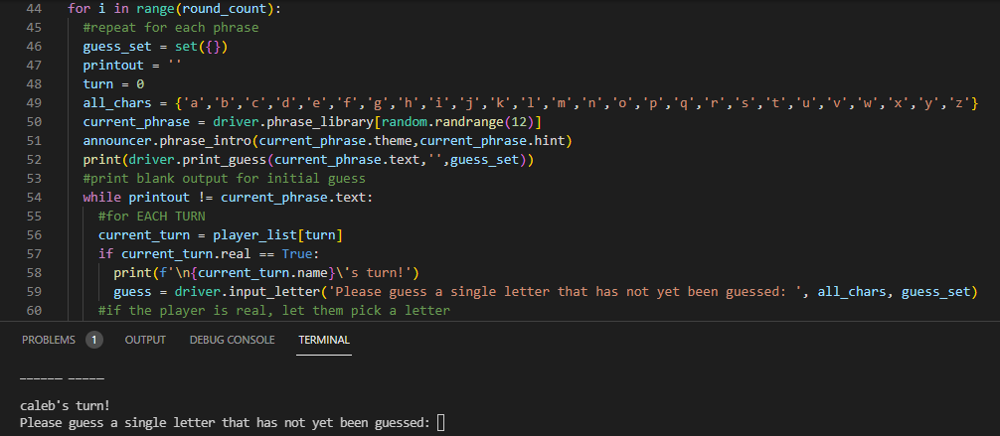 44 for i in range(round_count):
45 #repeat for each phrase
46 guess_set = set({})
47 printout = ''
48 turn = 0
49 all_chars = {'a','b','c','d','e','f','g','h','i','j','k','l','m','n','o','p','q','r','s','t','u','v','w','x','y','z'}
50 current_phrase = driver.phrase_library[random.randrange(12)]
51 announcer.phrase_intro(current_phrase.theme,current_phrase.hint)
52 print(driver.print_guess(current_phrase.text,'',guess_set))
53 #print blank output for initial guess
54 while printout != current_phrase.text:
55 #for EACH TURN
56 current_turn = player_list[turn]
57 if current_turn.real == True:
58 print(f'\n{current_turn.name}\'s turn!')
59 guess = driver.input_letter('Please guess a single letter that has not yet been guessed: ', all_chars, guess_set)
60 #if the player is real, let them pick a letter
PROBLEMS 1 OUTPUT DEBUG CONSOLE TERMINAL
______ _____
caleb's turn!
Please guess a single letter that has not yet been guessed: